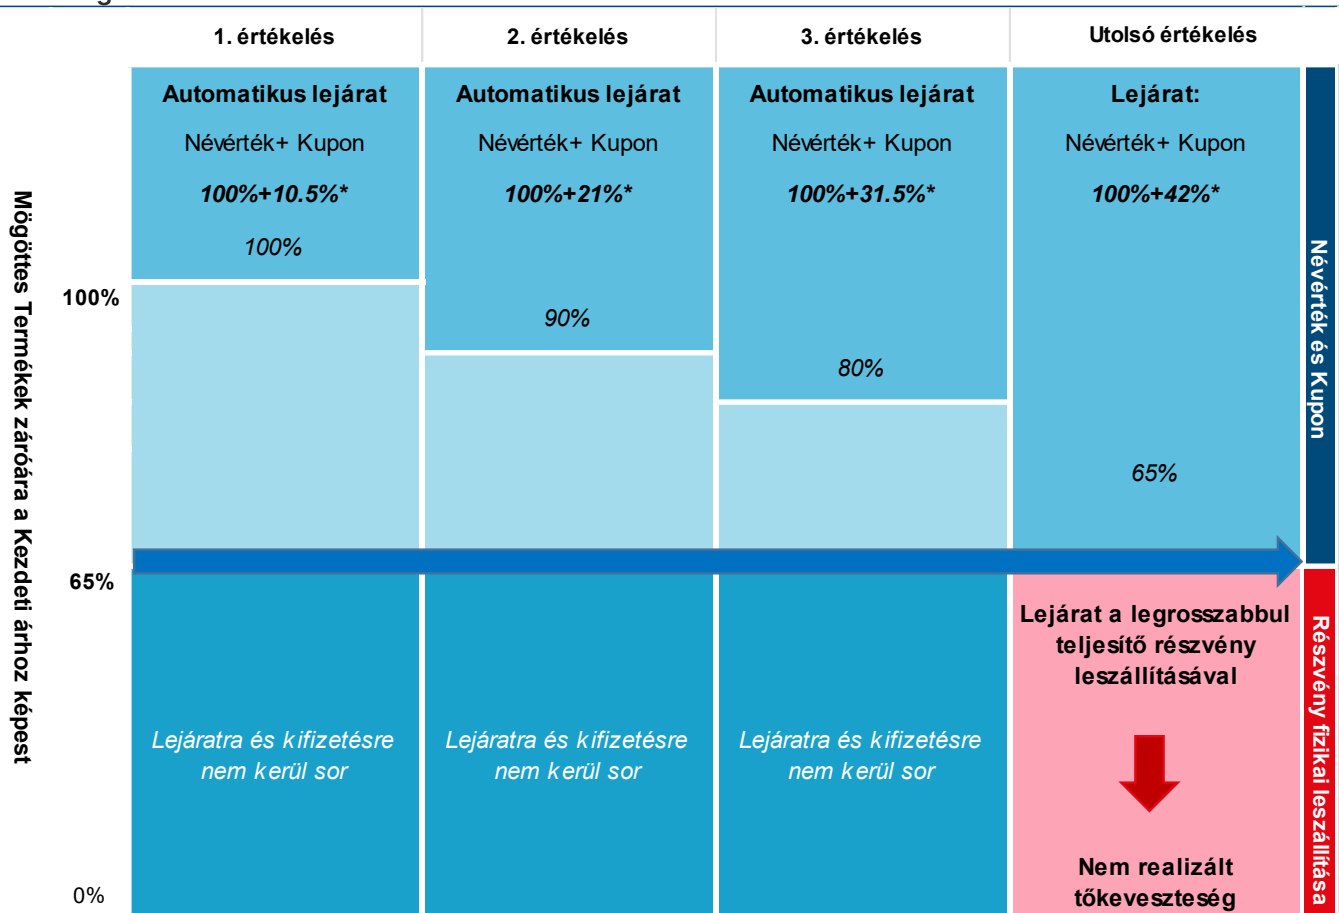 1. értékelés
2. értékelés
3. értékelés
Utolsó értékelés
Automatikus lejárat
Névérték+ Kupon
100%+10.5%*
100%
Automatikus lejárat
Névérték+ Kupon
100%+21%*
90%
Automatikus lejárat
Névérték+ Kupon
100%+31.5%*
80%
Lejárat:
Névérték+ Kupon
100%+42%*
65%
Mögöttes Termékek záróára a Kezdeti árhoz képest
100%
65%
0%
Lejáratra és kifizetésre
nem kerül sor
Lejáratra és kifizetésre
nem kerül sor
Lejáratra és kifizetésre
nem kerül sor
Lejárat a legrosszabbul
teljesítő részvény
leszállításával
Nem realizált
tőkeveszteség
Névérték és Kupon
Részvény fizikai leszállítása